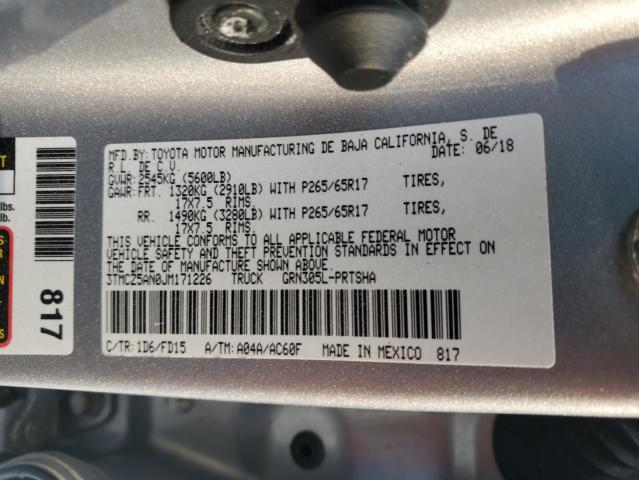 MFD.BY:TOYOTA MOTOR MANUFACTURING DE BAJA CALIFORNIA, S. DE
R L. DE C.V. DATE: 06/18
GVWR:2545KG (5600LB)
GAWR:FRT. 1320KG (2910LB) WITH P265/65R17 TIRES,
17X7.5 RIMS.
RR. 1490KG (3280LB) WITH P265/65R17 TIRES,
17X7.5 RIMS.
THIS VEHICLE CONFORMS TO ALL APPLICABLE FEDERAL MOTOR
VEHICLE SAFETY AND THEFT PREVENTION STANDARDS IN EFFECT ON
THE DATE OF MANUFACTURE SHOWN ABOVE.
3TMCZ5AN0JM171226 TRUCK GRN305L-PRTSHA
C/TR: 1D6/FD15 A/TM: A04A/AC60F MADE IN MEXICO 817
lbs.
lb.
817